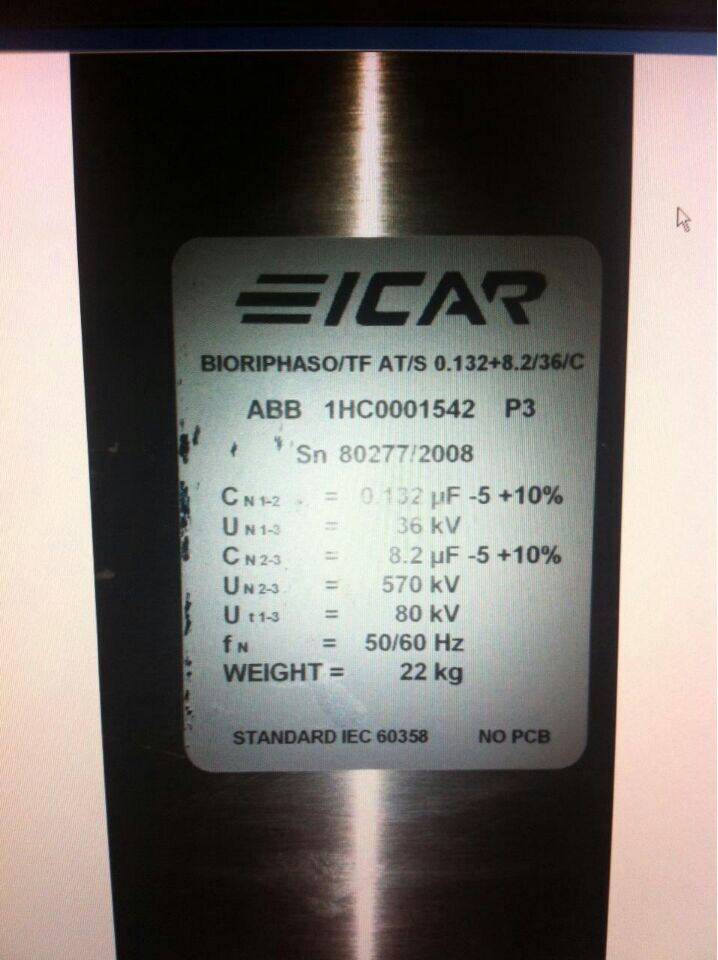 ICAR
BIORIPHASO/TF AT/S 0.132+8.2/36/C
ABB 1HC0001542 P3
Sn 80277/2008
C N 1-2 = 0.132 µF -5 +10%
U N 1-3 = 36 kV
C N 2-3 = 8.2 µF -5 +10%
U N 2-3 = 570 kV
U t 1-3 = 80 kV
f N = 50/60 Hz
WEIGHT = 22 kg
STANDARD IEC 60358 NO PCB